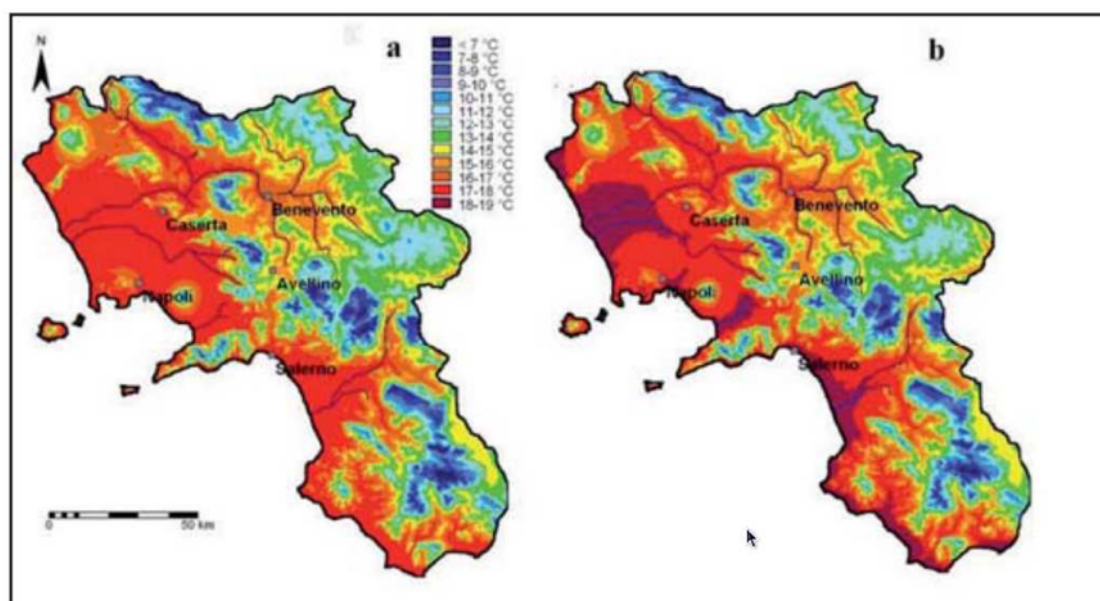 N
a
b
< 7 °C
7-8 °C
8-9 °C
9-10 °C
10-11 °C
11-12 °C
12-13 °C
13-14 °C
14-15 °C
15-16 °C
16-17 °C
17-18 °C
18-19 °C
Caserta
Benevento
Napoli
Avellino
Salerno
Caserta
Benevento
Napoli
Avellino
Salerno
0 50 km